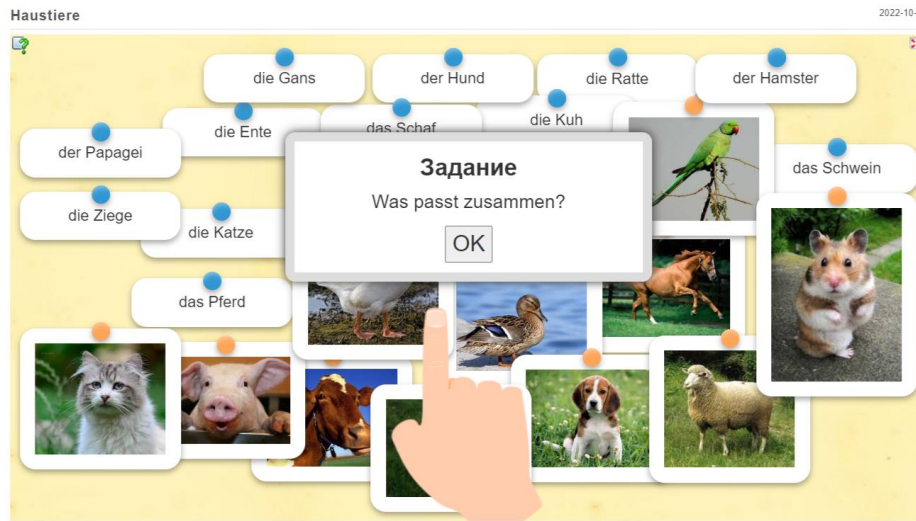 Haustiere
2022-10-
die Gans
der Hund
die Ratte
der Hamster
die Ente
das Schaf
die Kuh
der Papagei
das Schwein
die Ziege
die Katze
das Pferd
Задание
Was passt zusammen?
OK